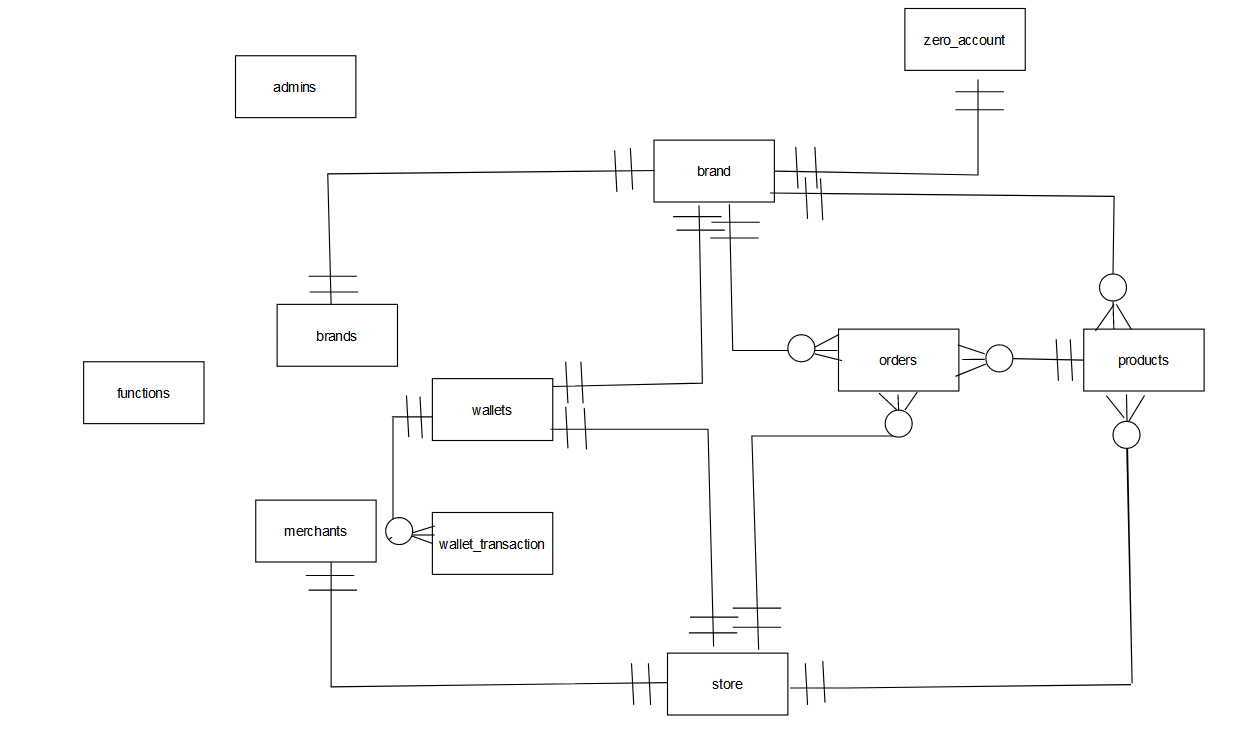 zero_account
admins
brand
brands
orders
products
functions
wallets
merchants
wallet_transaction
store